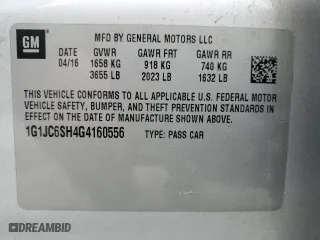 GM
MFD BY GENERAL MOTORS LLC
DATE GVWR GAWR FRT GAWR RR
04/16 1658 KG 918 KG 740 KG
3655 LB 2023 LB 1632 LB
THIS VEHICLE CONFORMS TO ALL APPLICABLE U.S. FEDERAL MOTOR
VEHICLE SAFETY, BUMPER, AND THEFT PREVENTION STANDARDS IN
EFFECT ON THE DATE OF MANUFACTURE SHOWN ABOVE.
1G1JC6SH4G4160556 TYPE: PASS CAR
AUTOBIDMASTER.COM